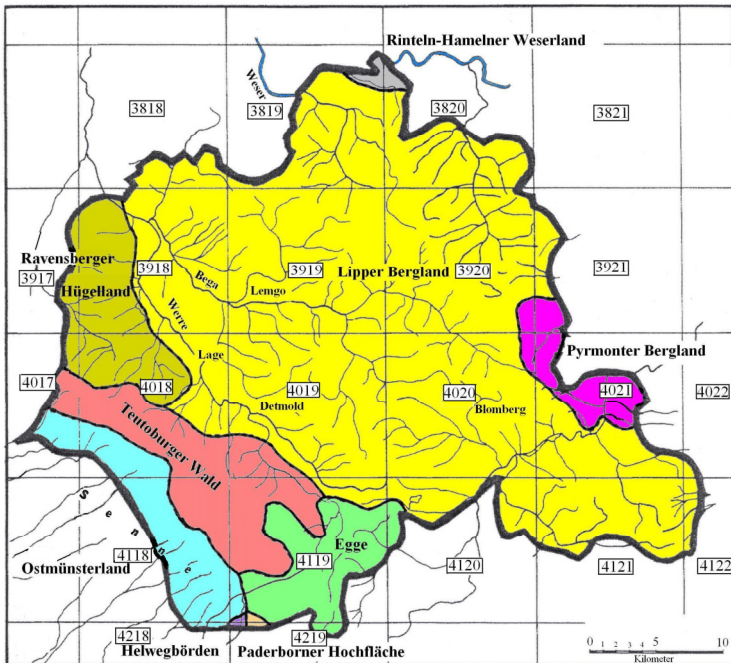 Rinteln-Hamelner Weserland
Weser
3818
3819
3820
3821
Ravensberger
3917
Hügelland
3918
Bega
Lemgo
3919
Lipper Bergland
3920
3921
Werre
Lage
Pyrmonter Bergland
4017
4018
Detmold
4019
4020
Blomberg
4021
4022
Teutoburger Wald
Senne
4118
Ostmünsterland
Egge
4119
4120
4121
4122
4218
4219
Helwegbörden
Paderborner Hochfläche
0 1 2 3 4 5 10
Kilometer